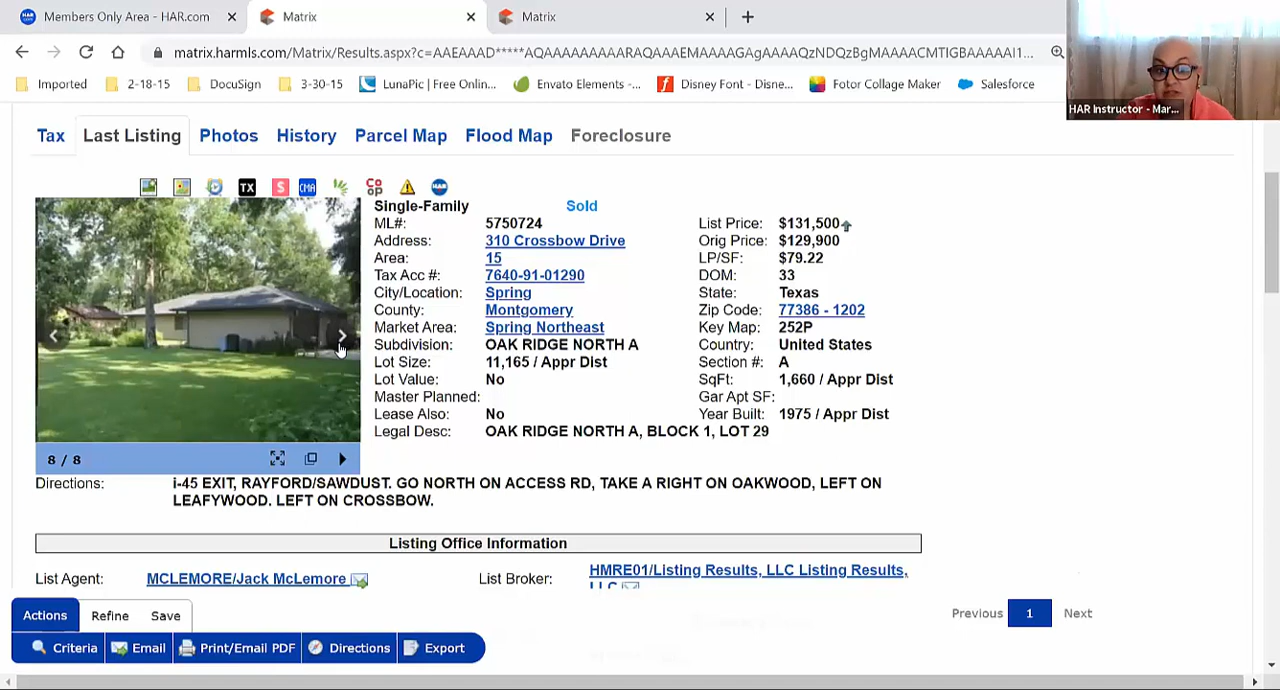 Members Only Area - HAR.com
Matrix
Matrix
matrix.harmls.com/Matrix/Results.aspx?c=AAEAAAD*****AQAAAAAAAAARAQAAAEMAAAAGAgAAAAQzNDQzBgMAAAACMTIGBAAAAAI1...
Imported
2-18-15
DocuSign
3-30-15
LunaPic | Free Onlin...
Envato Elements -...
Disney Font - Disne...
Fotor Collage Maker
Salesforce
HAR Instructor - Mar...
Tax
Last Listing
Photos
History
Parcel Map
Flood Map
Foreclosure
TX
$
CMA
Co
op
HAR
Single-Family
Sold
ML#: 5750724
List Price: $131,500
Address: 310 Crossbow Drive
Orig Price: $129,900
Area: 15
LP/SF: $79.22
Tax Acc #: 7640-91-01290
DOM: 33
City/Location: Spring
State: Texas
County: Montgomery
Zip Code: 77386 - 1202
Market Area: Spring Northeast
Key Map: 252P
Subdivision: OAK RIDGE NORTH A
Country: United States
Lot Size: 11,165 / Appr Dist
Section #: A
Lot Value: No
SqFt: 1,660 / Appr Dist
Master Planned:
Gar Apt SF:
Lease Also: No
Year Built: 1975 / Appr Dist
Legal Desc: OAK RIDGE NORTH A, BLOCK 1, LOT 29
8 / 8
Directions: i-45 EXIT, RAYFORD/SAWDUST. GO NORTH ON ACCESS RD, TAKE A RIGHT ON OAKWOOD, LEFT ON
LEAFYWOOD. LEFT ON CROSSBOW.
Listing Office Information
List Agent: MCLEMORE/Jack McLemore
List Broker: HMRE01/Listing Results, LLC Listing Results,
LLC
Actions
Refine
Save
Previous
1
Next
Criteria
Email
Print/Email PDF
Directions
Export